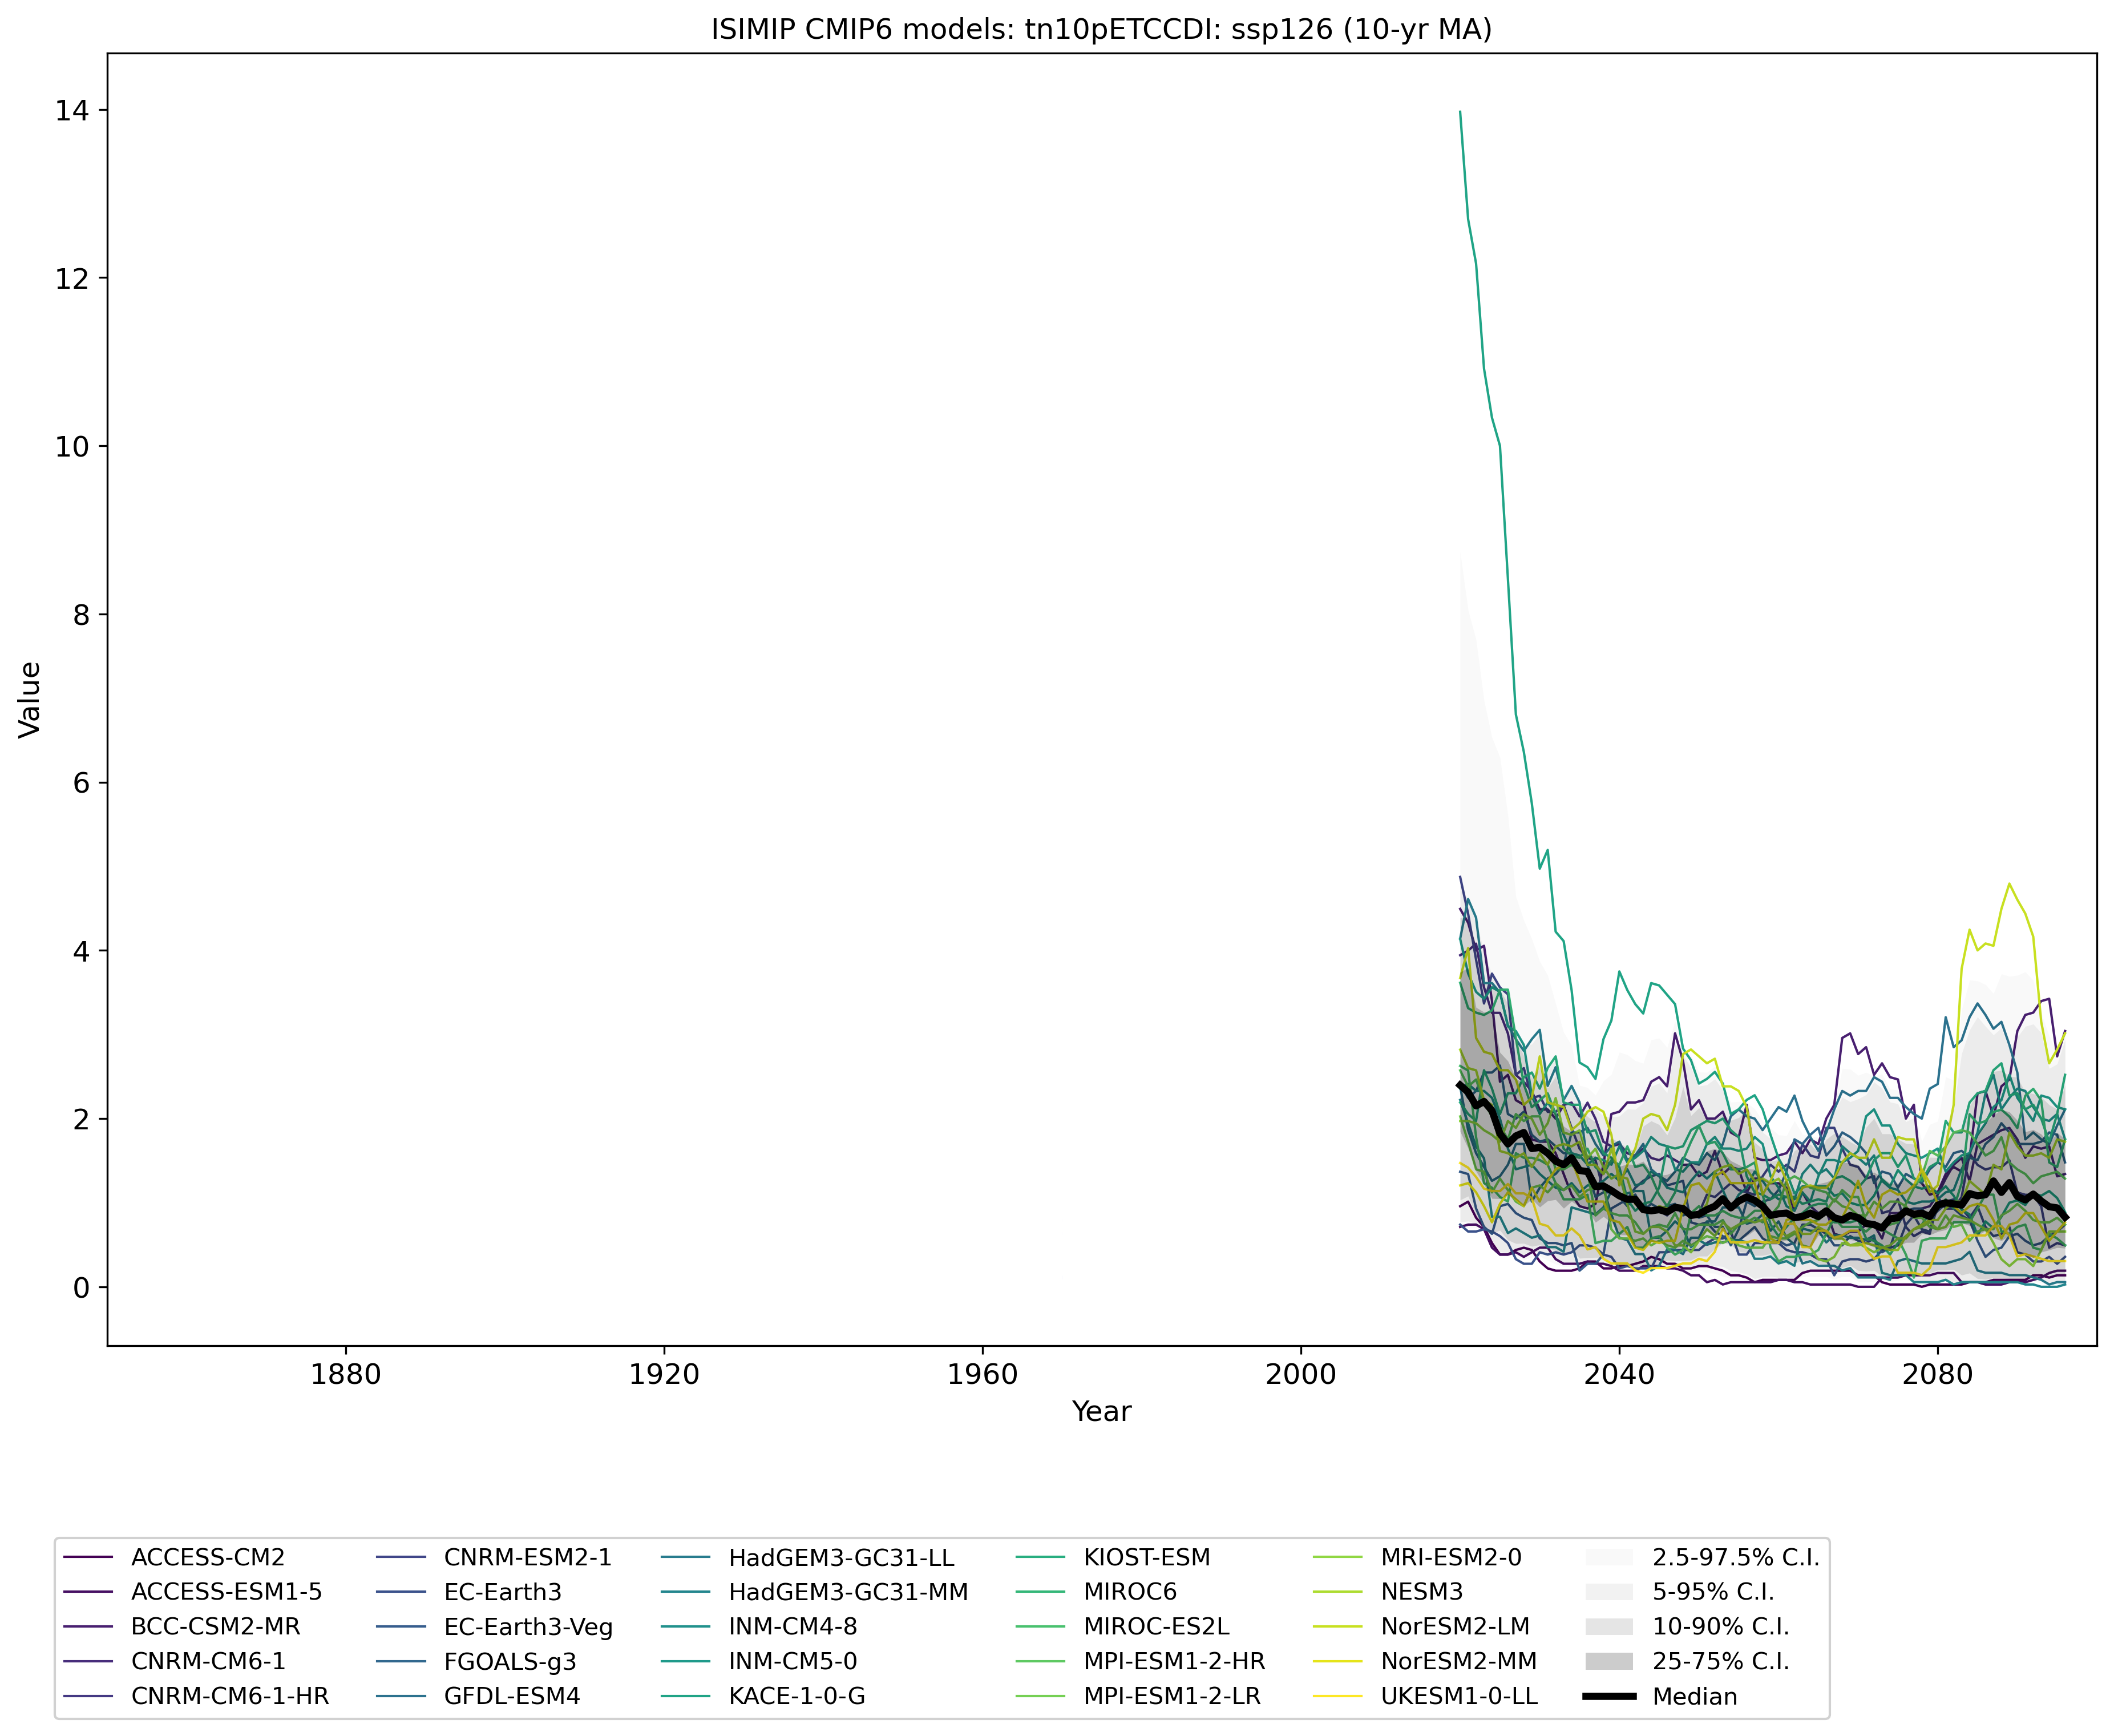 ISIMIP CMIP6 models: tn10pETCCDI: ssp126 (10-yr MA)
14
12
10
8
6
4
2
0
Value
1880 1920 1960 2000 2040 2080
Year
ACCESS-CM2
ACCESS-ESM1-5
BCC-CSM2-MR
CNRM-CM6-1
CNRM-CM6-1-HR
CNRM-ESM2-1
EC-Earth3
EC-Earth3-Veg
FGOALS-g3
GFDL-ESM4
HadGEM3-GC31-LL
HadGEM3-GC31-MM
INM-CM4-8
INM-CM5-0
KACE-1-0-G
KIOST-ESM
MIROC6
MIROC-ES2L
MPI-ESM1-2-HR
MPI-ESM1-2-LR
MRI-ESM2-0
NESM3
NorESM2-LM
NorESM2-MM
UKESM1-0-LL
2.5-97.5% C.I.
5-95% C.I.
10-90% C.I.
25-75% C.I.
Median